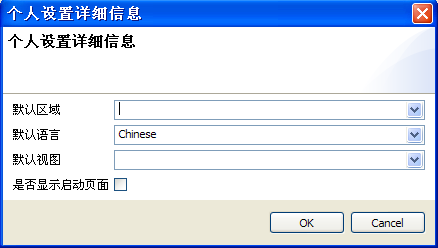 个人设置详细信息
个人设置详细信息
默认区域
默认语言 Chinese
默认视图
是否显示启动页面
OK Cancel